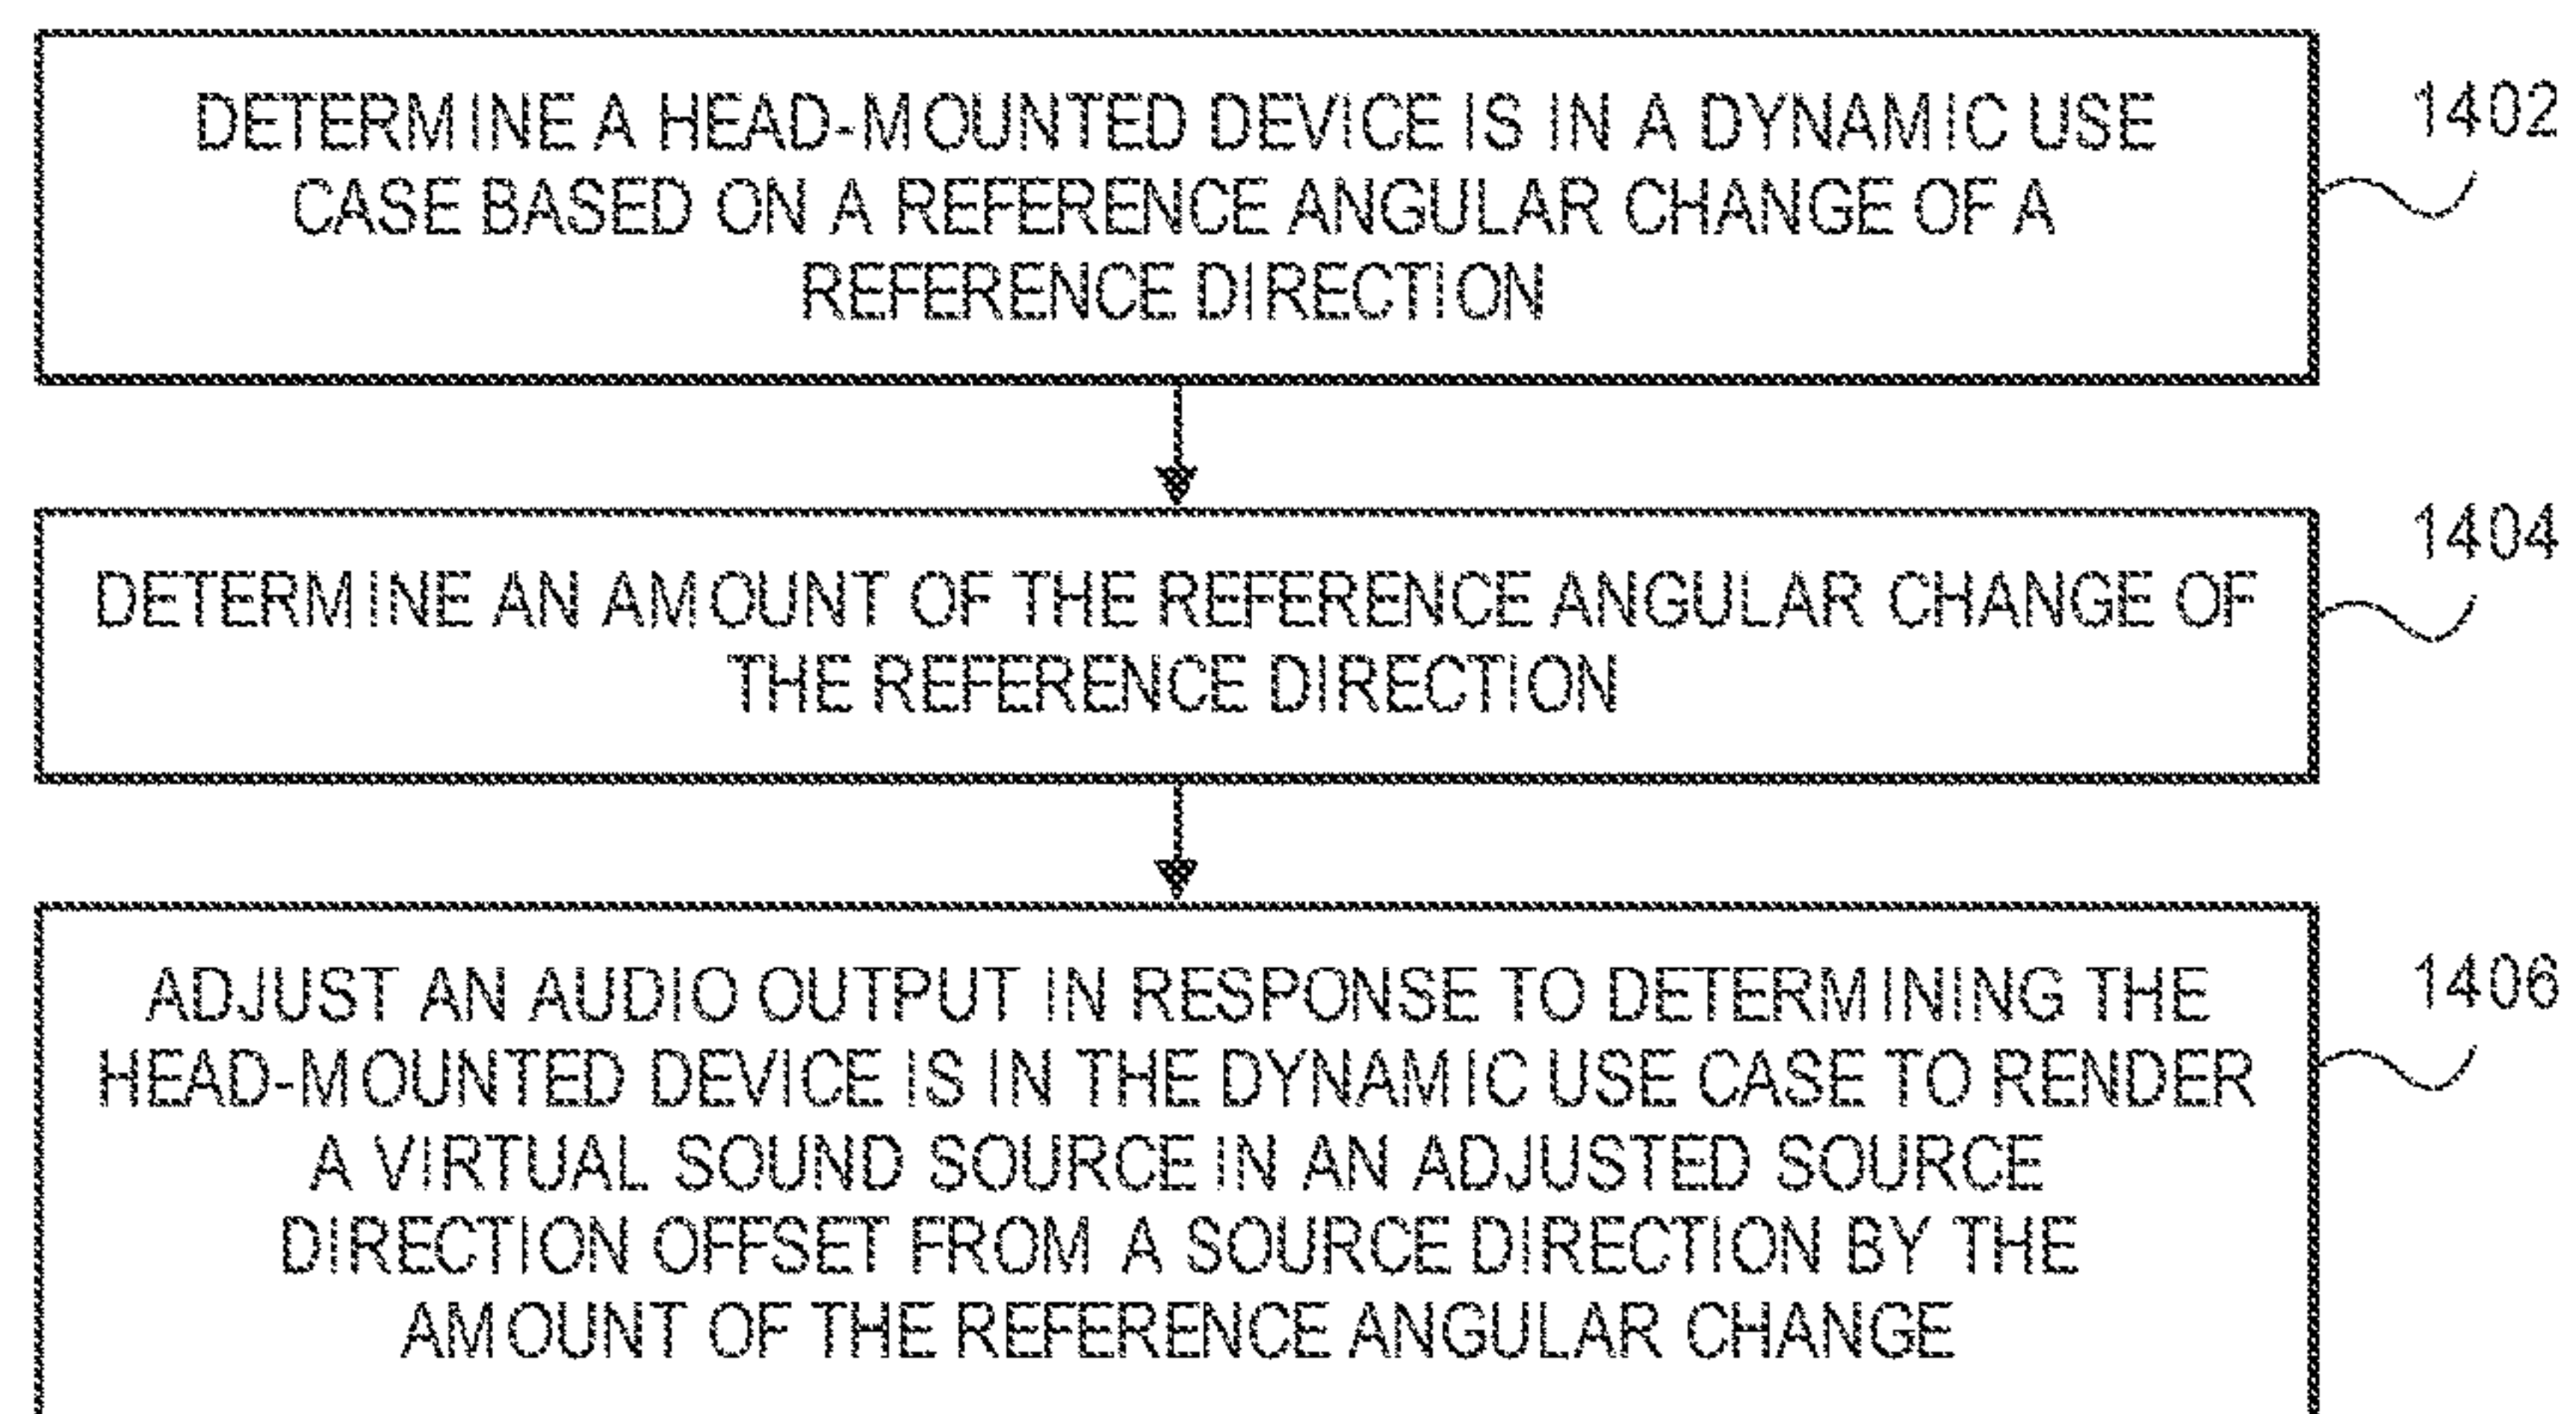 DETERMINE A HEAD-MOUNTED DEVICE IS IN A DYNAMIC USE
CASE BASED ON A REFERENCE ANGULAR CHANGE OF A
REFERENCE DIRECTION
1402
DETERMINE AN AMOUNT OF THE REFERENCE ANGULAR CHANGE OF
THE REFERENCE DIRECTION
1404
ADJUST AN AUDIO OUTPUT IN RESPONSE TO DETERMINING THE
HEAD-MOUNTED DEVICE IS IN THE DYNAMIC USE CASE TO RENDER
A VIRTUAL SOUND SOURCE IN AN ADJUSTED SOURCE
DIRECTION OFFSET FROM A SOURCE DIRECTION BY THE
AMOUNT OF THE REFERENCE ANGULAR CHANGE
1406